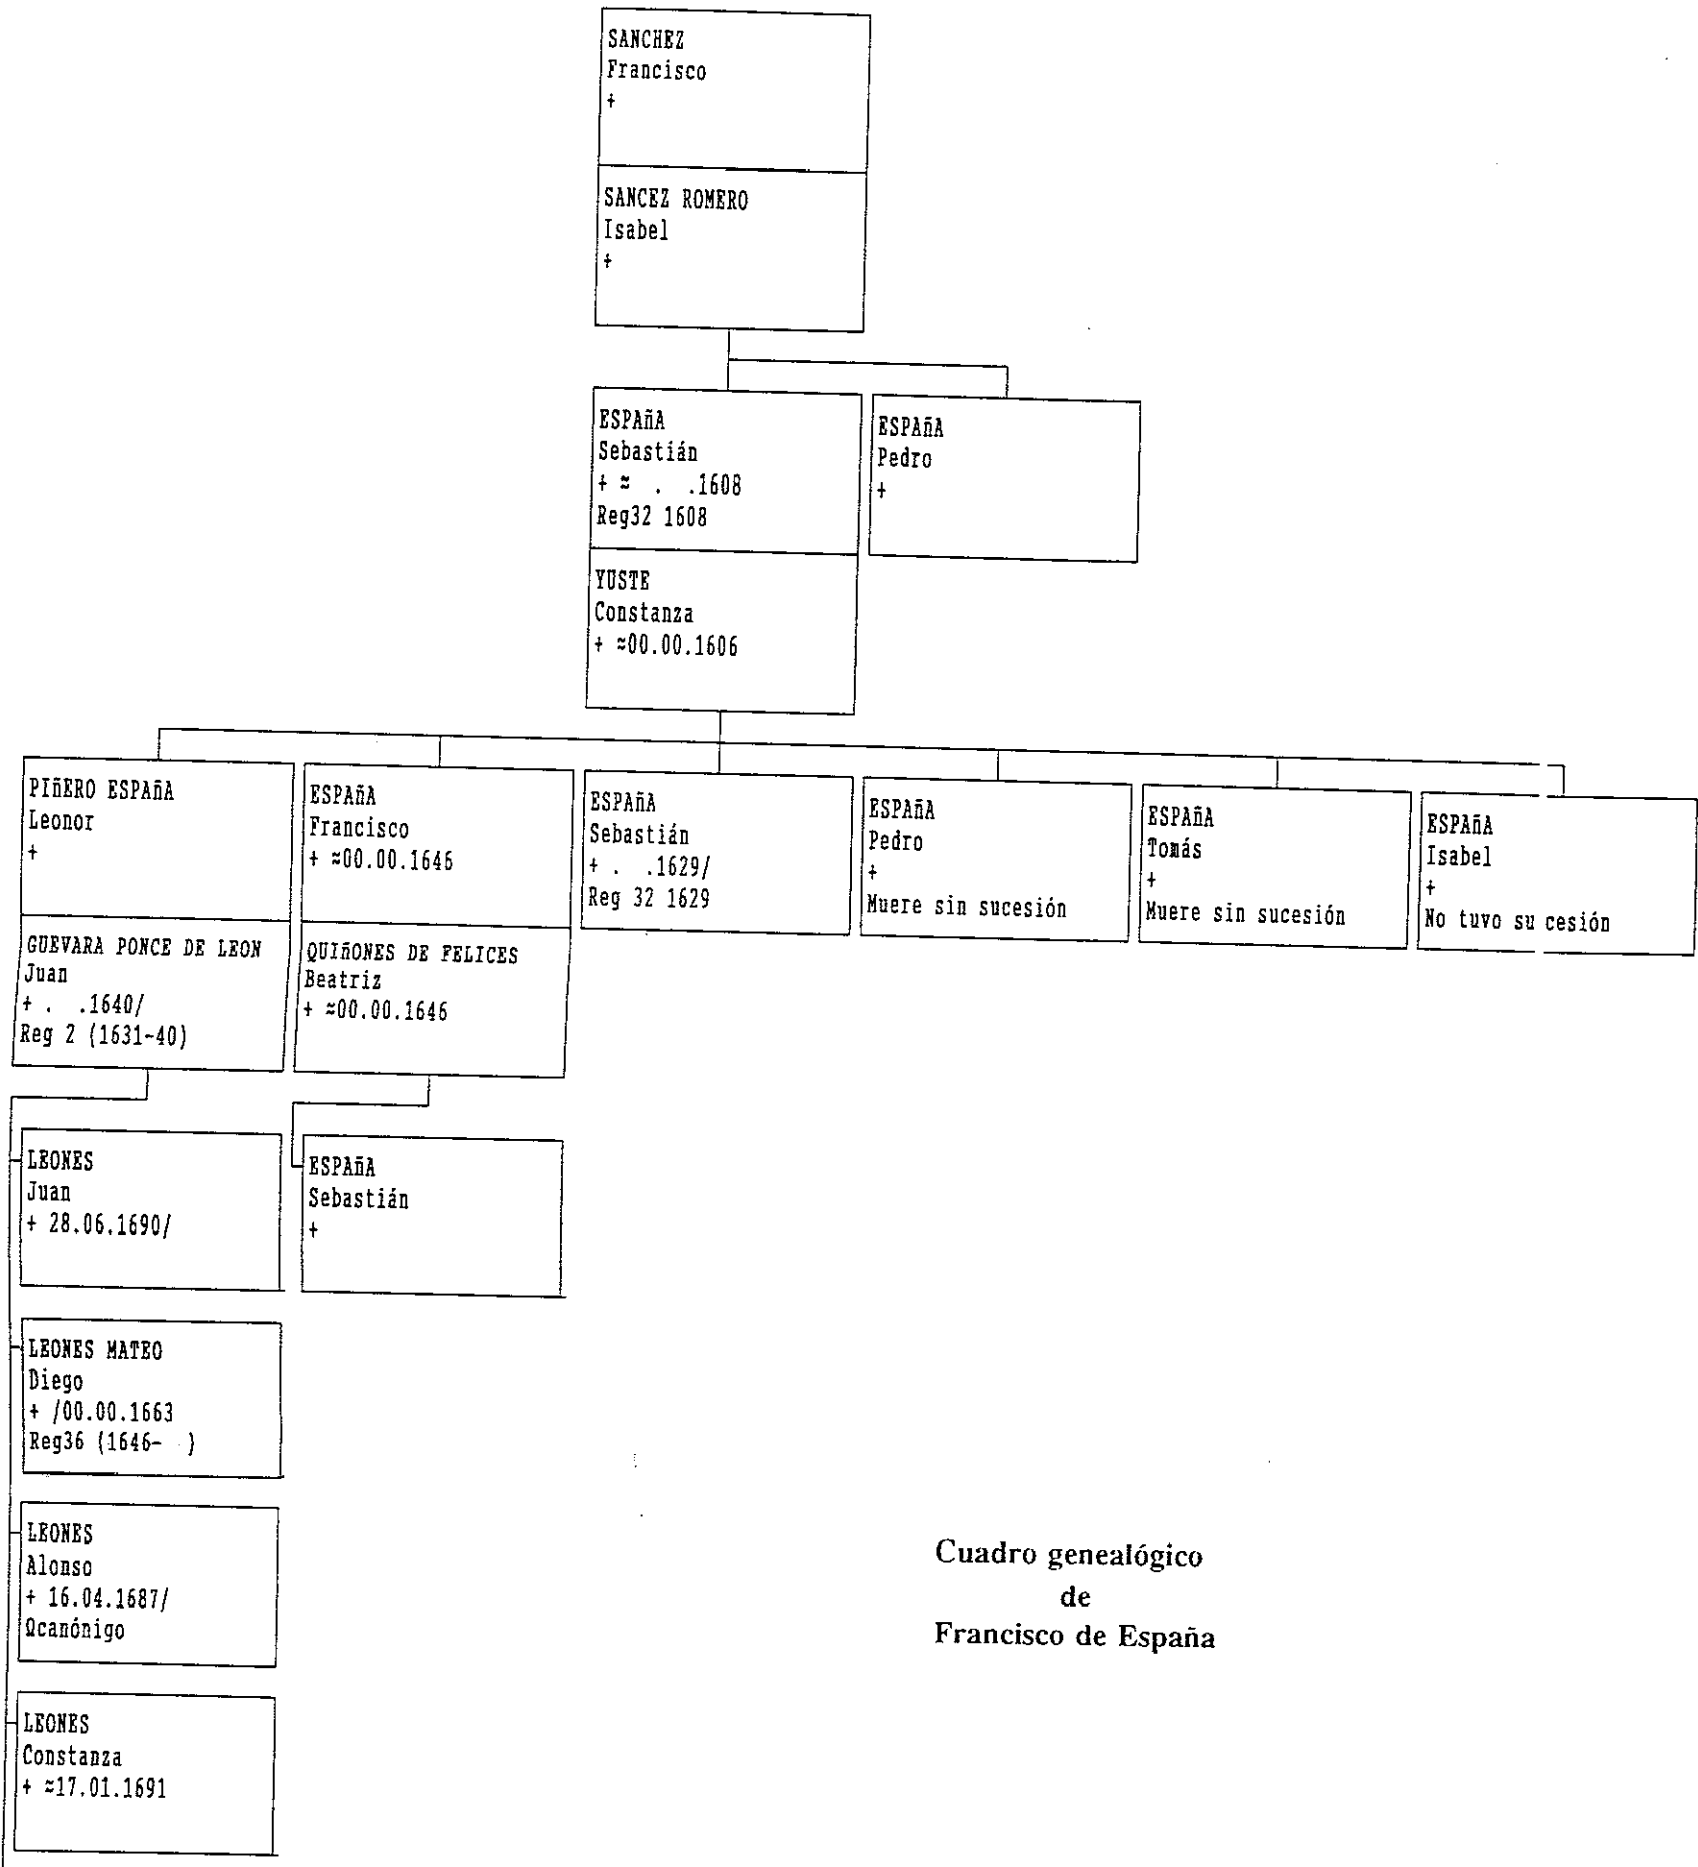 SANCHEZ
Francisco
+
SANCEZ ROMERO
Isabel
+
ESPAñA
Sebastián
+ ≈ . .1608
Reg32 1608
ESPAñA
Pedro
+
YUSTE
Constanza
+ ≈00.00.1606
PIñERO ESPAñA
Leonor
+
GUEVARA PONCE DE LEON
Juan
+ . .1640/
Reg 2 (1631-40)
ESPAñA
Francisco
+ ≈00.00.1646
QUIñONES DE FELICES
Beatriz
+ ≈00.00.1646
ESPAñA
Sebastián
+ . .1629/
Reg 32 1629
ESPAñA
Pedro
+
Muere sin sucesión
ESPAñA
Tomás
+
Muere sin sucesión
ESPAñA
Isabel
+
No tuvo su cesión
LEONES
Juan
+ 28.06.1690/
ESPAñA
Sebastián
+
LEONES MATEO
Diego
+ /00.00.1663
Reg36 (1646- )
LEONES
Alonso
+ 16.04.1687/
Ωcanónigo
LEONES
Constanza
+ ≈17.01.1691
Cuadro genealógico
de
Francisco de España